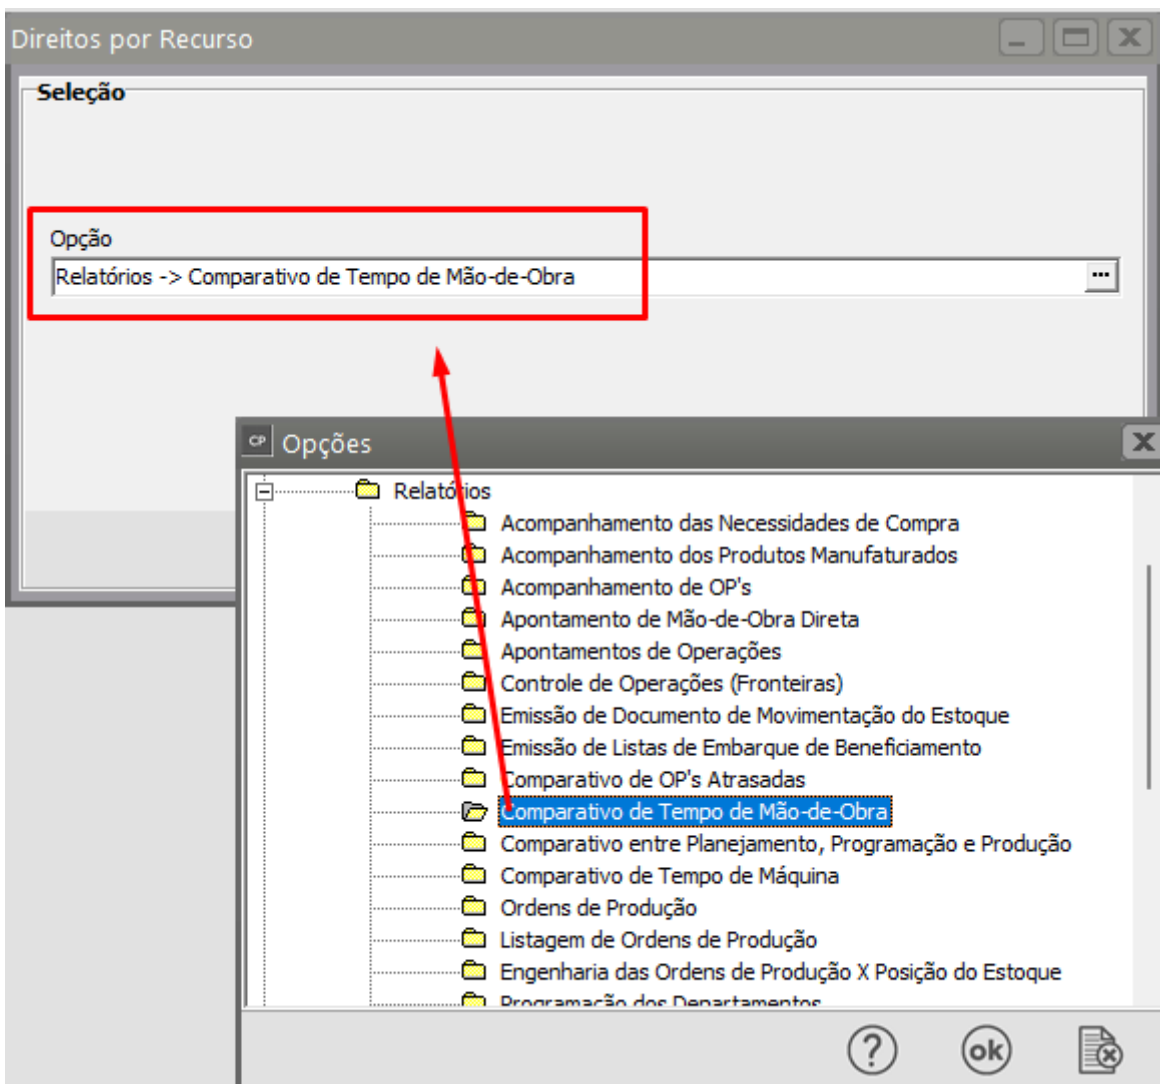 Direitos por Recurso
Seleção
Opção
Relatórios -> Comparativo de Tempo de Mão-de-Obra
...
CP Opções
Relatórios
Acompanhamento das Necessidades de Compra
Acompanhamento dos Produtos Manufaturados
Acompanhamento de OP's
Apontamento de Mão-de-Obra Direta
Apontamentos de Operações
Controle de Operações (Fronteiras)
Emissão de Documento de Movimentação do Estoque
Emissão de Listas de Embarque de Beneficiamento
Comparativo de OP's Atrasadas
Comparativo de Tempo de Mão-de-Obra
Comparativo entre Planejamento, Programação e Produção
Comparativo de Tempo de Máquina
Ordens de Produção
Listagem de Ordens de Produção
Engenharia das Ordens de Produção X Posição do Estoque
Programação dos Departamentos
? ok